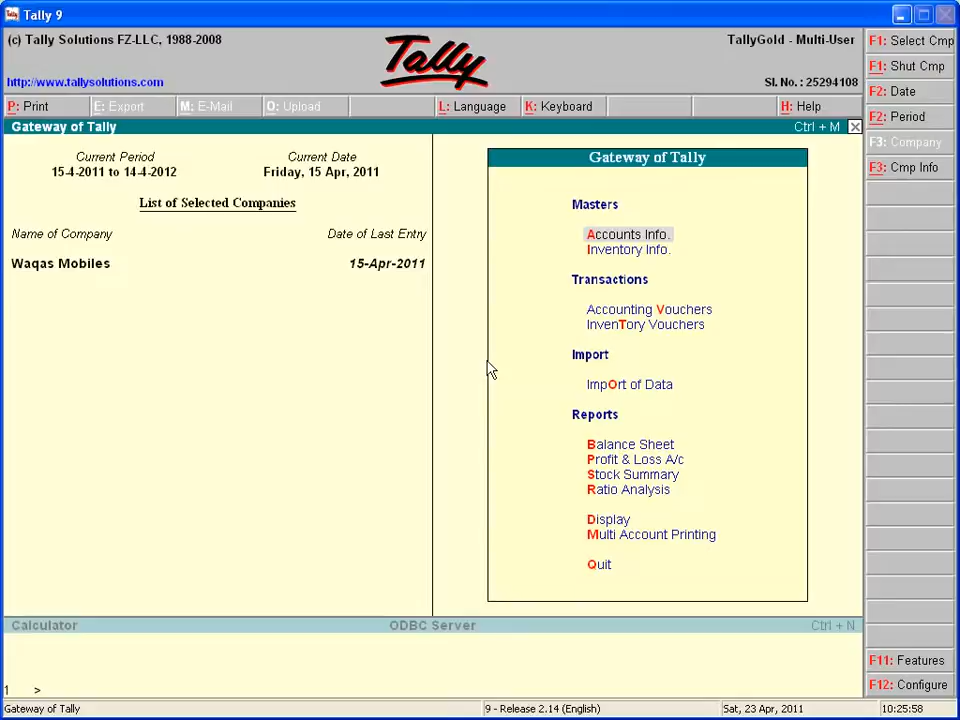 Tally 9
(c) Tally Solutions FZ-LLC, 1988-2008
Tally
TallyGold - Multi-User
http://www.tallysolutions.com
Sl. No. : 25294108
P: Print
E: Export
M: E-Mail
O: Upload
L: Language
K: Keyboard
H: Help
Gateway of Tally
Ctrl + M
Current Period
15-4-2011 to 14-4-2012
Current Date
Friday, 15 Apr, 2011
List of Selected Companies
Name of Company
Date of Last Entry
Waqas Mobiles
15-Apr-2011
Gateway of Tally
Masters
Accounts Info.
Inventory Info.
Transactions
Accounting Vouchers
InvenTory Vouchers
Import
ImpOrt of Data
Reports
Balance Sheet
Profit & Loss A/c
Stock Summary
Ratio Analysis
Display
Multi Account Printing
Quit
F1: Select Cmp
F1: Shut Cmp
F2: Date
F2: Period
F3: Company
F3: Cmp Info
F11: Features
F12: Configure
Calculator
ODBC Server
Ctrl + N
1 >
Gateway of Tally
9 - Release 2.14 (English)
Sat, 23 Apr, 2011
10:25:58